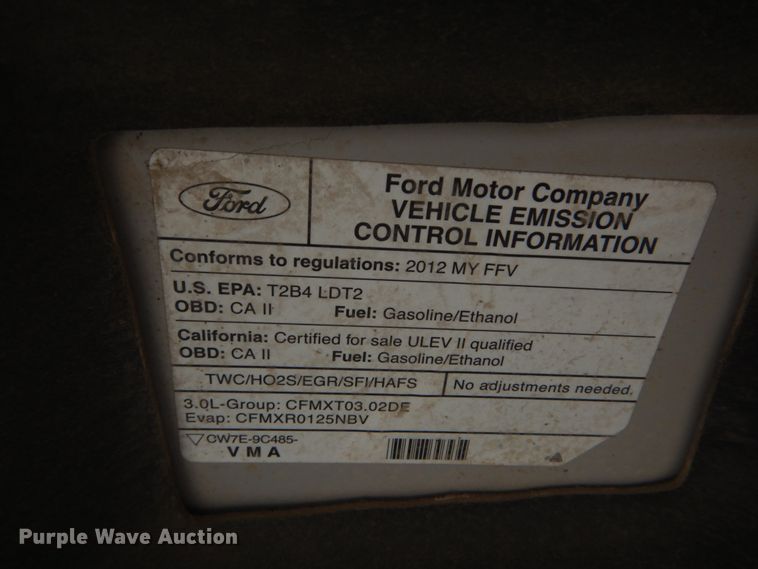 Ford
Ford Motor Company
VEHICLE EMISSION
CONTROL INFORMATION
Conforms to regulations: 2012 MY FFV
U.S. EPA: T2B4 LDT2
OBD: CA II Fuel: Gasoline/Ethanol
California: Certified for sale ULEV II qualified
OBD: CA II Fuel: Gasoline/Ethanol
TWC/HO2S/EGR/SFI/HAFS No adjustments needed.
3.0L-Group: CFMXT03.02DE
Evap: CFMXR0125NBV
CW7E-9C485-
V M A
Purple Wave Auction